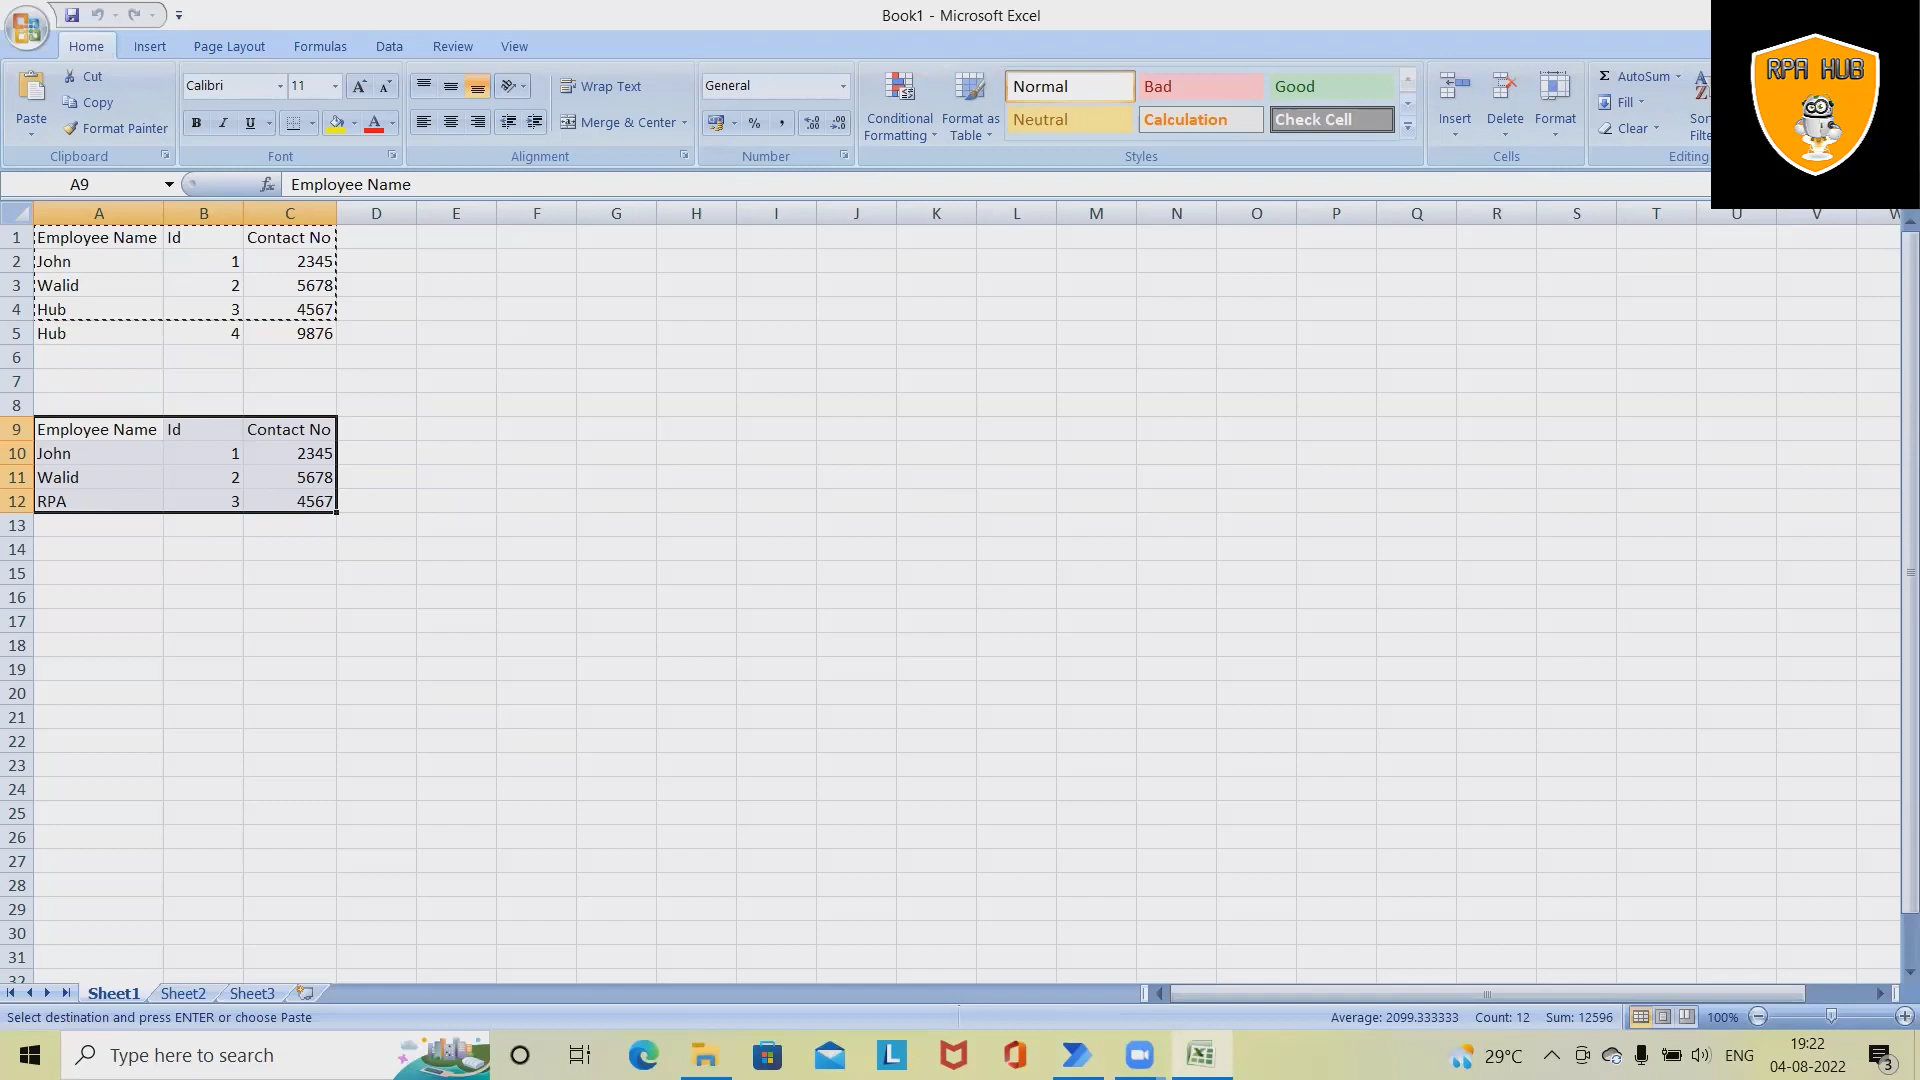 Book1 - Microsoft Excel
Home Insert Page Layout Formulas Data Review View
RPA HUB
Paste Cut Copy Format Painter
Clipboard
Calibri 11
Font
Wrap Text
Merge & Center
Alignment
General
Number
Conditional Formatting
Format as Table
Normal Bad Good
Neutral Calculation Check Cell
Styles
Insert Delete Format
Cells
AutoSum
Fill
Clear
Editing
A9 fx Employee Name
A B C D E F G H I J K L M N O P Q R S T U V W
1 Employee Name Id Contact No
2 John 1 2345
3 Walid 2 5678
4 Hub 3 4567
5 Hub 4 9876
6
7
8
9 Employee Name Id Contact No
10 John 1 2345
11 Walid 2 5678
12 RPA 3 4567
13
14
15
16
17
18
19
20
21
22
23
24
25
26
27
28
29
30
31
32
Sheet1 Sheet2 Sheet3
Select destination and press ENTER or choose Paste Average: 2099.333333 Count: 12 Sum: 12596 100%
Type here to search 29°C ENG 19:22
04-08-2022 3